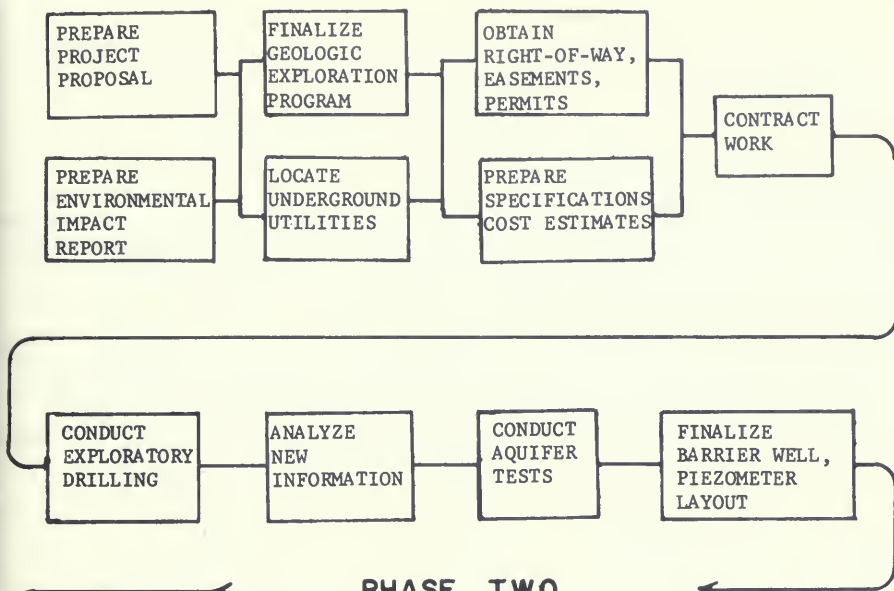 PREPARE
PROJECT
PROPOSAL
FINALIZE
GEOLOGIC
EXPLORATION
PROGRAM
OBTAIN
RIGHT-OF-WAY,
EASEMENTS,
PERMITS
CONTRACT
WORK
PREPARE
ENVIRONMENTAL
IMPACT
REPORT
LOCATE
UNDERGROUND
UTILITIES
PREPARE
SPECIFICATIONS
COST ESTIMATES
CONDUCT
EXPLORATORY
DRILLING
ANALYZE
NEW
INFORMATION
CONDUCT
AQUIFER
TESTS
FINALIZE
BARRIER WELL,
PIEZOMETER
LAYOUT
PHASE TWO